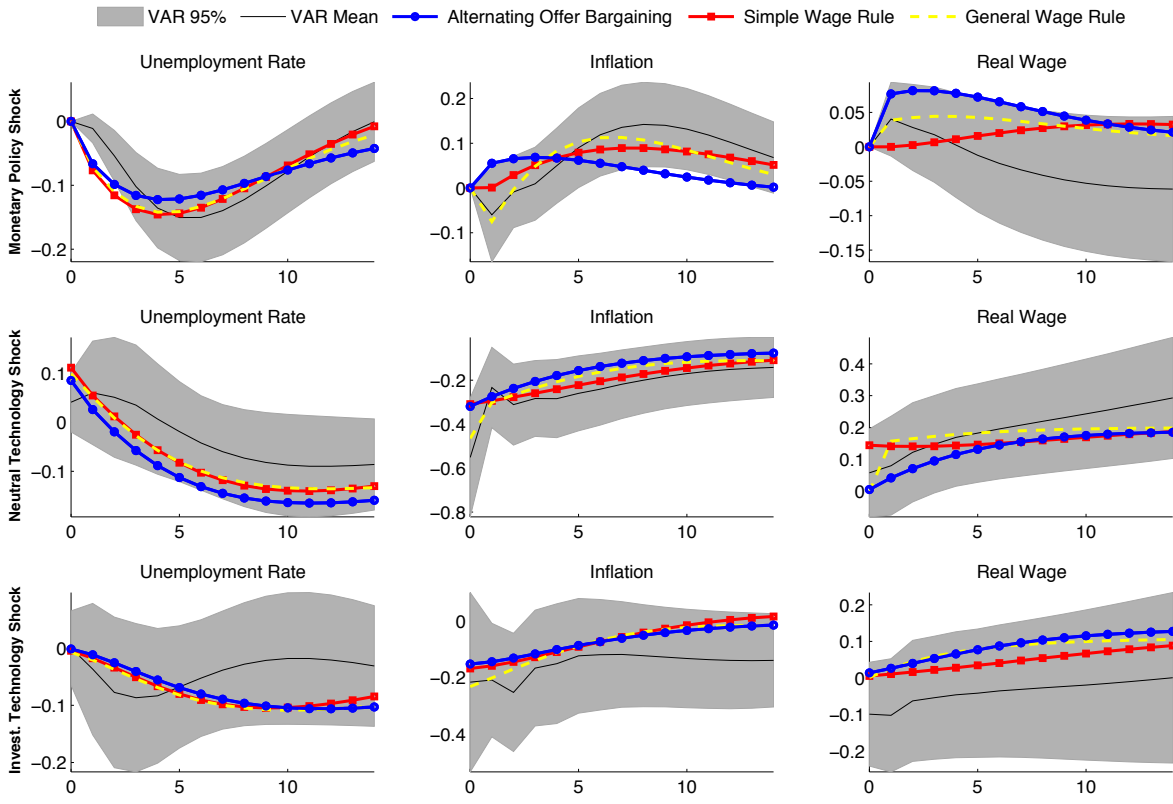 VAR 95% VAR Mean Alternating Offer Bargaining Simple Wage Rule General Wage Rule
Unemployment Rate Inflation Real Wage
Monetary Policy Shock
0 −0.1 −0.2
0 5 10
0.2 0.1 0 −0.1
0 5 10
0.05 0 −0.05 −0.15
0 5 10
Unemployment Rate Inflation Real Wage
Neutral Technology Shock
0.1 0 −0.1
0 5 10
−0.2 −0.4 −0.6 −0.8
0 5 10
0.4 0.3 0.2 0.1 0
0 5 10
Unemployment Rate Inflation Real Wage
Invest. Technology Shock
0.1 0 −0.1 −0.2
0 5 10
0 −0.2 −0.4
0 5 10
0.2 0.1 0 −0.1 −0.2
0 5 10